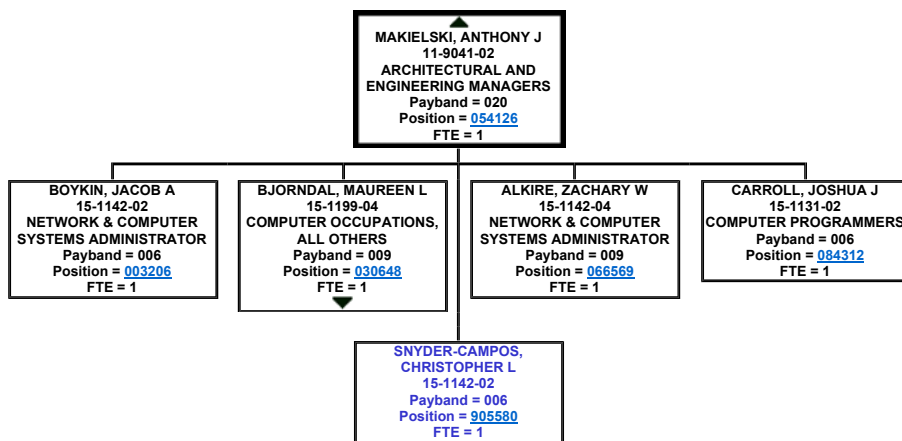 MAKIELSKI, ANTHONY J
11-9041-02
ARCHITECTURAL AND
ENGINEERING MANAGERS
Payband = 020
Position = 054126
FTE = 1
BOYKIN, JACOB A
15-1142-02
NETWORK & COMPUTER
SYSTEMS ADMINISTRATOR
Payband = 006
Position = 003206
FTE = 1
BJORNDAL, MAUREEN L
15-1199-04
COMPUTER OCCUPATIONS,
ALL OTHERS
Payband = 009
Position = 030648
FTE = 1
ALKIRE, ZACHARY W
15-1142-04
NETWORK & COMPUTER
SYSTEMS ADMINISTRATOR
Payband = 009
Position = 066569
FTE = 1
CARROLL, JOSHUA J
15-1131-02
COMPUTER PROGRAMMERS
Payband = 006
Position = 084312
FTE = 1
SNYDER-CAMPOS,
CHRISTOPHER L
15-1142-02
Payband = 006
Position = 905580
FTE = 1